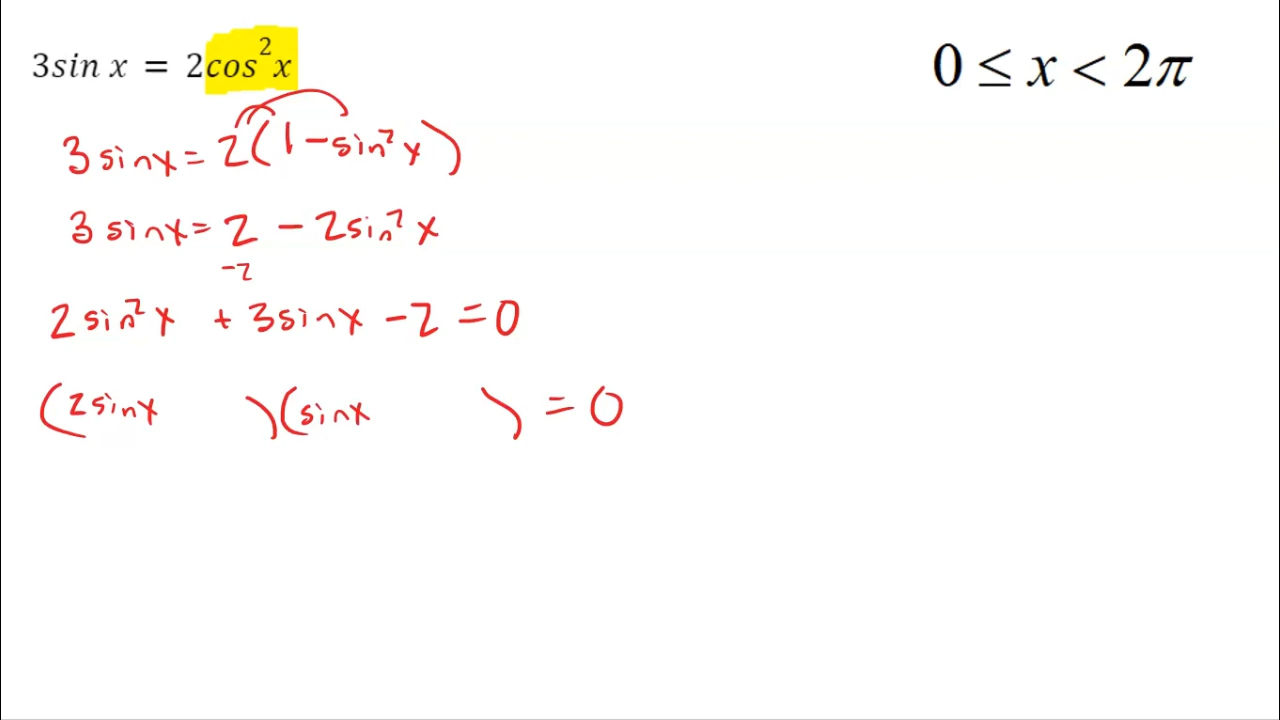 3sin x = 2cos²x
0 ≤ x < 2π
3 sinx = 2(1 - sin²x)
3 sinx = 2 - 2sin²x
-2
2sin²x + 3sinx - 2 = 0
(2sinx )(sinx ) = 0